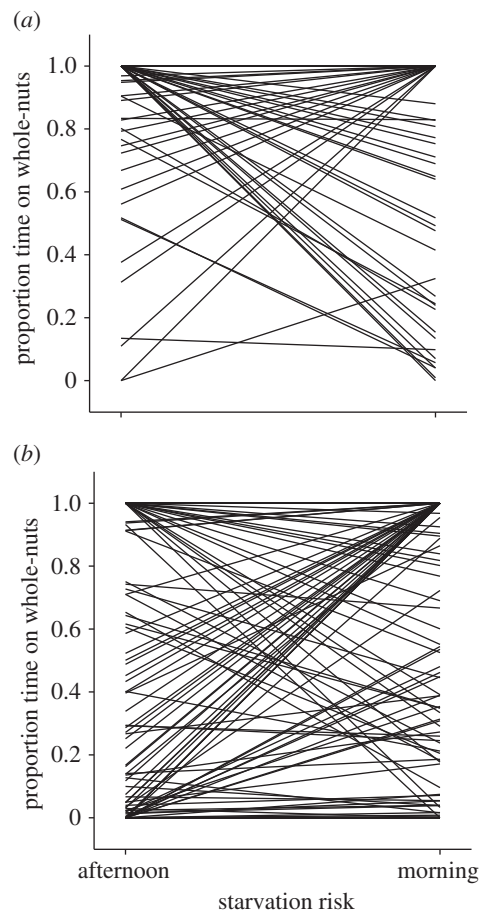 (a)
1.0
0.8
0.6
0.4
0.2
0
proportion time on whole-nuts
(b)
1.0
0.8
0.6
0.4
0.2
0
proportion time on whole-nuts
afternoon morning
starvation risk